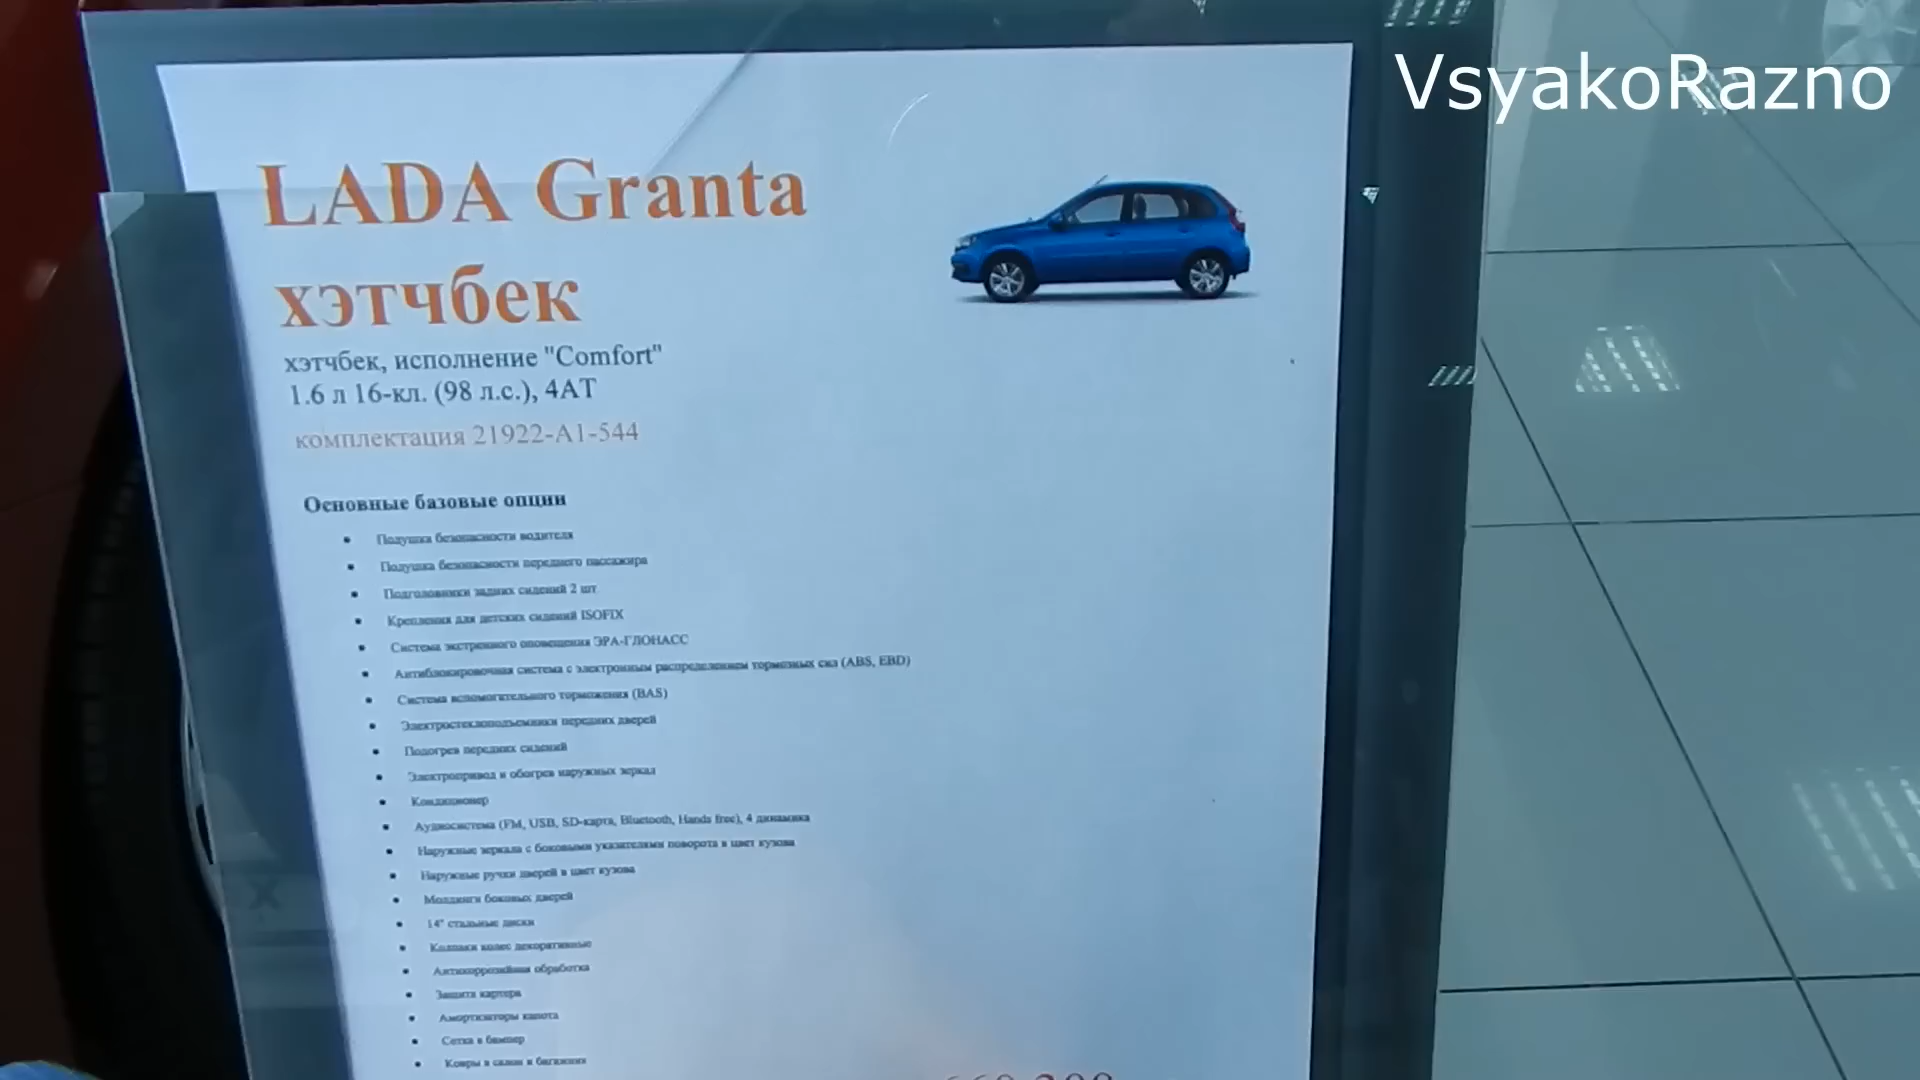 VsyakoRazno
LADA Granta
хэтчбек
хэтчбек, исполнение "Comfort"
1.6 л 16-кл. (98 л.с.), 4АТ
комплектация 21922-А1-544
Основные базовые опции
• Подушка безопасности водителя
• Подушка безопасности переднего пассажира
• Подголовники задних сидений 2 шт
• Крепления для детских сидений ISOFIX
• Система экстренного оповещения ЭРА-ГЛОНАСС
• Антиблокировочная система с электронным распределением тормозных сил (ABS, EBD)
• Система вспомогательного торможения (BAS)
• Электростеклоподъемники передних дверей
• Подогрев передних сидений
• Электропривод и обогрев наружных зеркал
• Кондиционер
• Аудиосистема (FM, USB, SD-карта, Bluetooth, Hands free), 4 динамика
• Наружные зеркала с боковыми указателями поворота в цвет кузова
• Наружные ручки дверей в цвет кузова
• Молдинги боковых дверей
• 14" стальные диски
• Колпаки колес декоративные
• Антикоррозийная обработка
• Защита картера
• Амортизаторы капота
• Сетка в бампер
• Ковры в салон и багажник